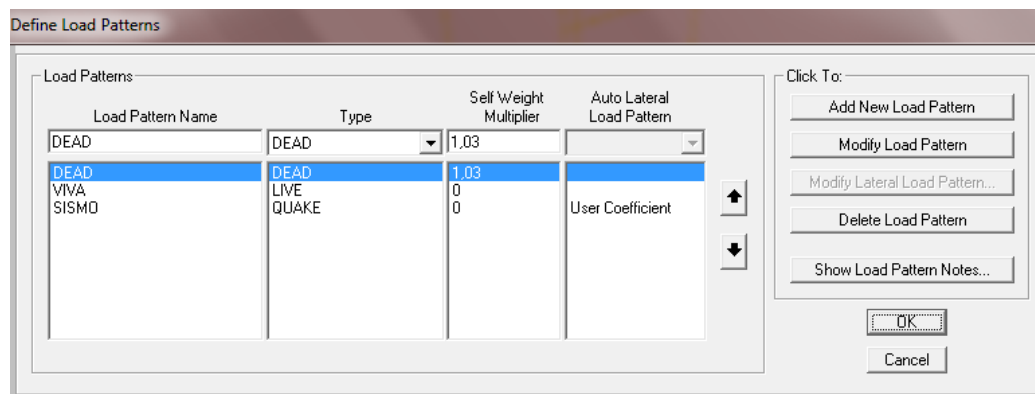 Define Load Patterns
Load Patterns
Load Pattern Name Type Self Weight Multiplier Auto Lateral Load Pattern
DEAD DEAD 1,03
DEAD DEAD 1,03
VIVA LIVE 0
SISMO QUAKE 0 User Coefficient
Click To:
Add New Load Pattern
Modify Load Pattern
Modify Lateral Load Pattern...
Delete Load Pattern
Show Load Pattern Notes...
OK
Cancel